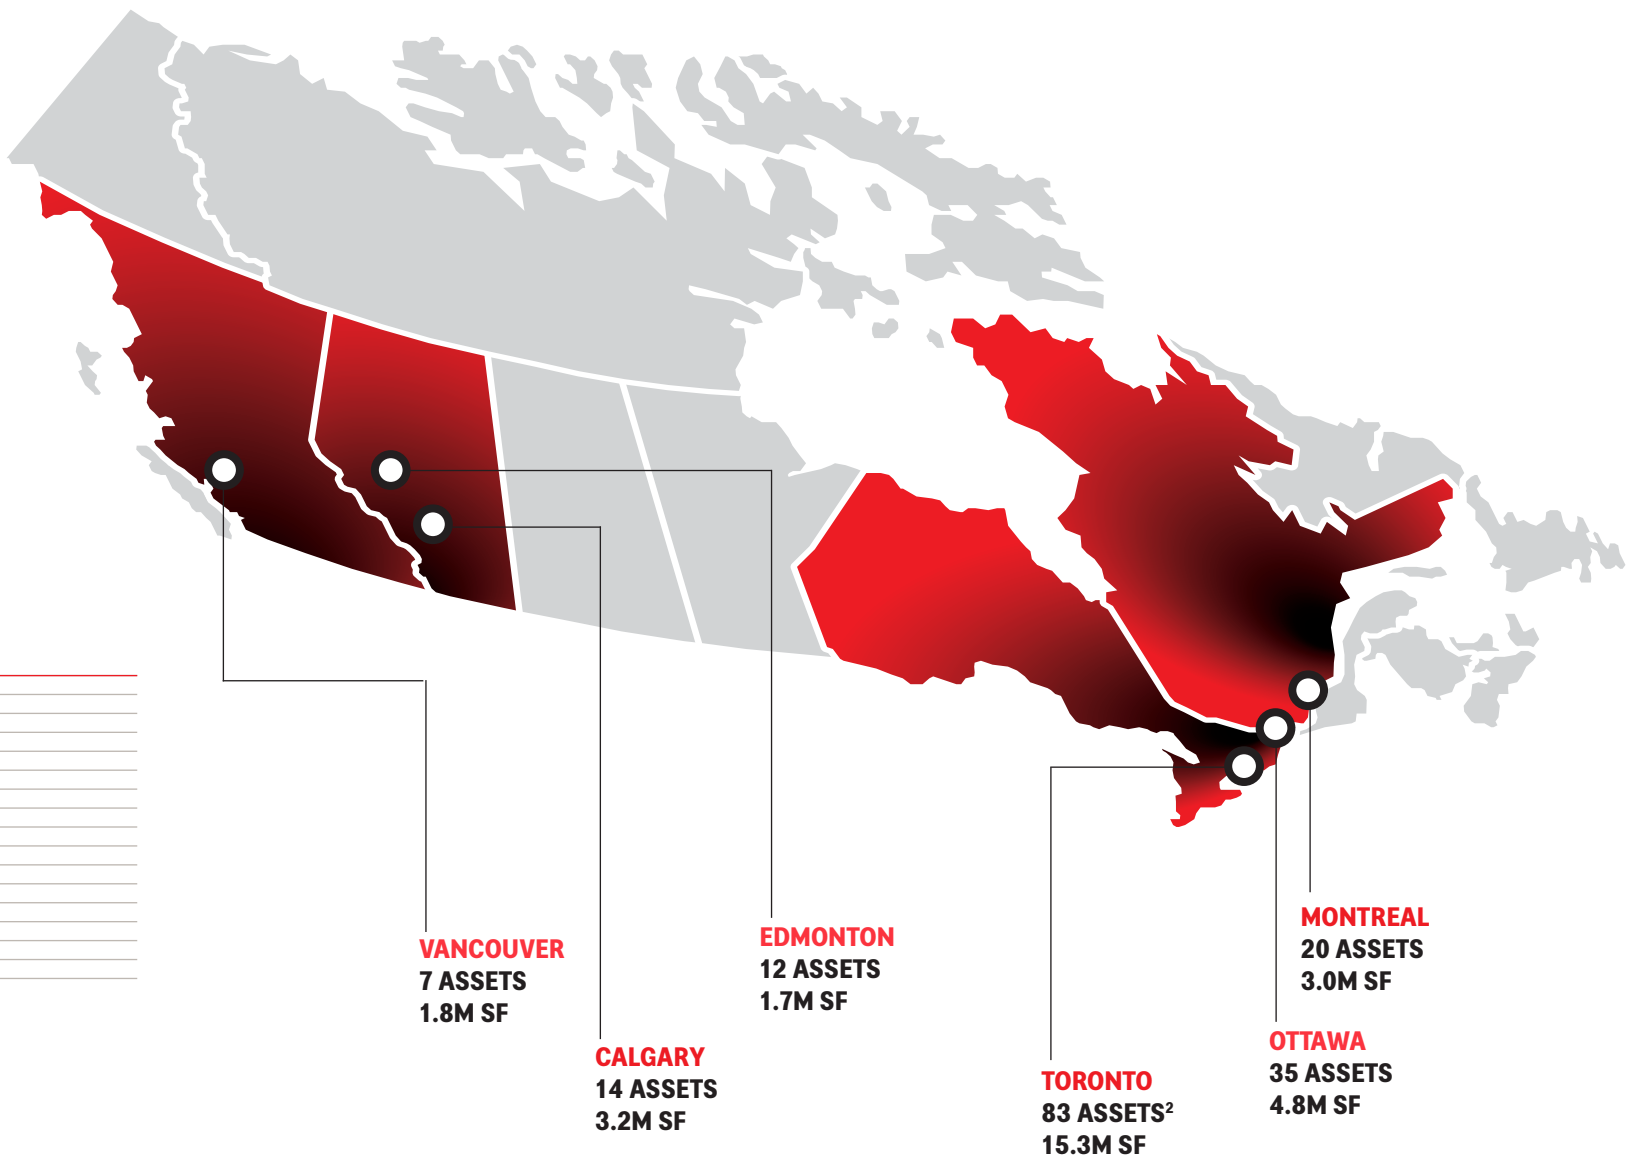 VANCOUVER
7 ASSETS
1.8M SF
CALGARY
14 ASSETS
3.2M SF
EDMONTON
12 ASSETS
1.7M SF
TORONTO
83 ASSETS²
15.3M SF
OTTAWA
35 ASSETS
4.8M SF
MONTREAL
20 ASSETS
3.0M SF